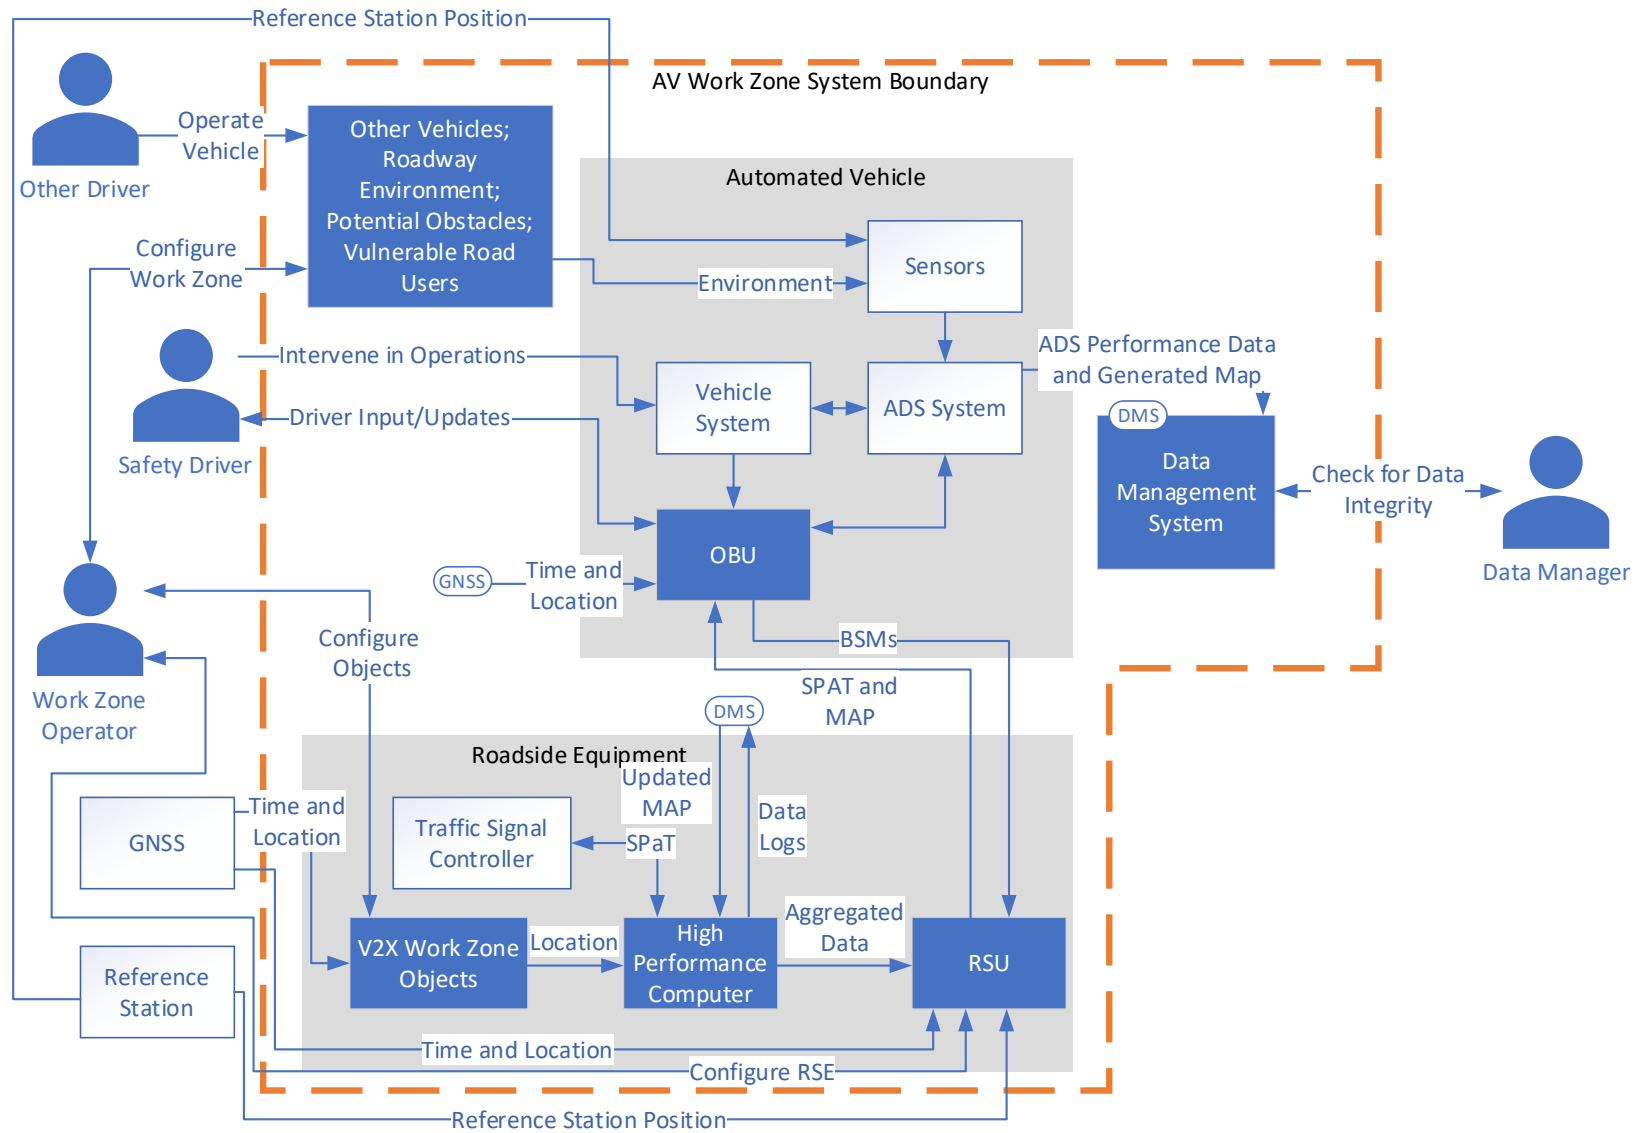 Reference Station Position
AV Work Zone System Boundary
Other Driver
Operate
Vehicle
Other Vehicles;
Roadway
Environment;
Potential Obstacles;
Vulnerable Road
Users
Configure
Work Zone
Automated Vehicle
Sensors
Environment
Safety Driver
Intervene in Operations
Driver Input/Updates
Vehicle
System
ADS System
ADS Performance Data
and Generated Map
DMS
Data
Management
System
Check for Data
Integrity
Data Manager
OBU
GNSS
Time and
Location
Work Zone
Operator
Configure
Objects
BSMs
SPAT and
MAP
DMS
Roadside Equipment
Updated
MAP
Data
Logs
SPaT
Traffic Signal
Controller
GNSS
Time and
Location
V2X Work Zone
Objects
Location
High
Performance
Computer
Aggregated
Data
RSU
Reference
Station
Time and Location
Configure RSE
Reference Station Position